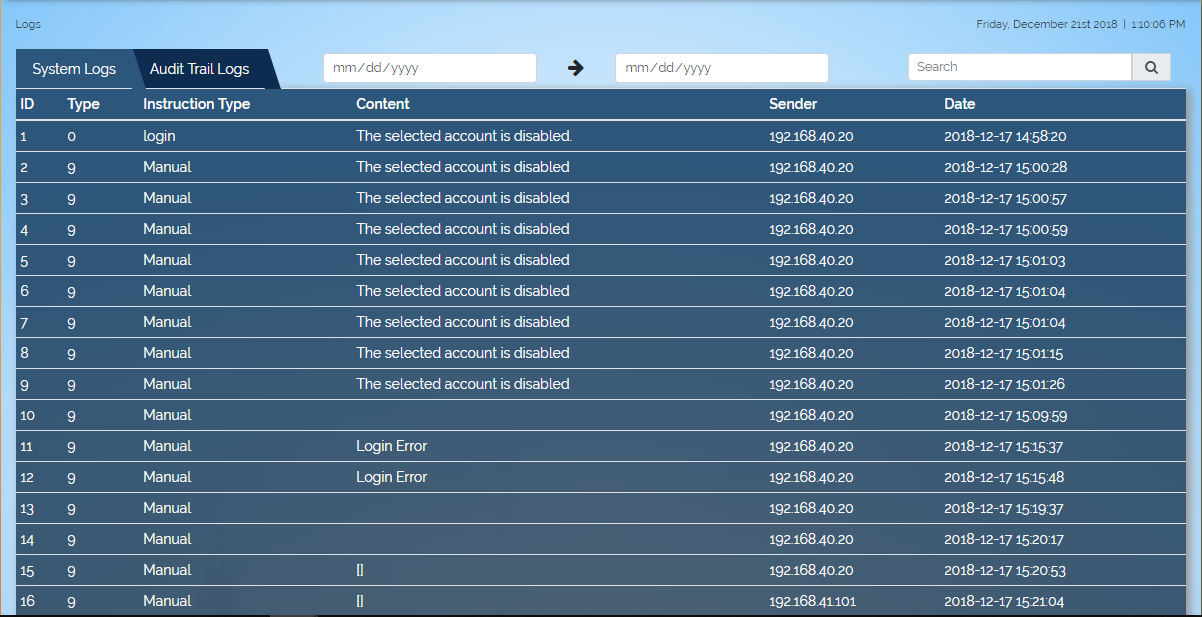 Logs Friday, December 21st 2018 | 1:10:06 PM
System Logs Audit Trail Logs mm/dd/yyyy mm/dd/yyyy Search
ID Type Instruction Type Content Sender Date
1 0 login The selected account is disabled. 192.168.40.20 2018-12-17 14:58:20
2 9 Manual The selected account is disabled 192.168.40.20 2018-12-17 15:00:28
3 9 Manual The selected account is disabled 192.168.40.20 2018-12-17 15:00:57
4 9 Manual The selected account is disabled 192.168.40.20 2018-12-17 15:00:59
5 9 Manual The selected account is disabled 192.168.40.20 2018-12-17 15:01:03
6 9 Manual The selected account is disabled 192.168.40.20 2018-12-17 15:01:04
7 9 Manual The selected account is disabled 192.168.40.20 2018-12-17 15:01:04
8 9 Manual The selected account is disabled 192.168.40.20 2018-12-17 15:01:15
9 9 Manual The selected account is disabled 192.168.40.20 2018-12-17 15:01:26
10 9 Manual 192.168.40.20 2018-12-17 15:09:59
11 9 Manual Login Error 192.168.40.20 2018-12-17 15:15:37
12 9 Manual Login Error 192.168.40.20 2018-12-17 15:15:48
13 9 Manual 192.168.40.20 2018-12-17 15:19:37
14 9 Manual 192.168.40.20 2018-12-17 15:20:17
15 9 Manual [] 192.168.40.20 2018-12-17 15:20:53
16 9 Manual [] 192.168.41.101 2018-12-17 15:21:04